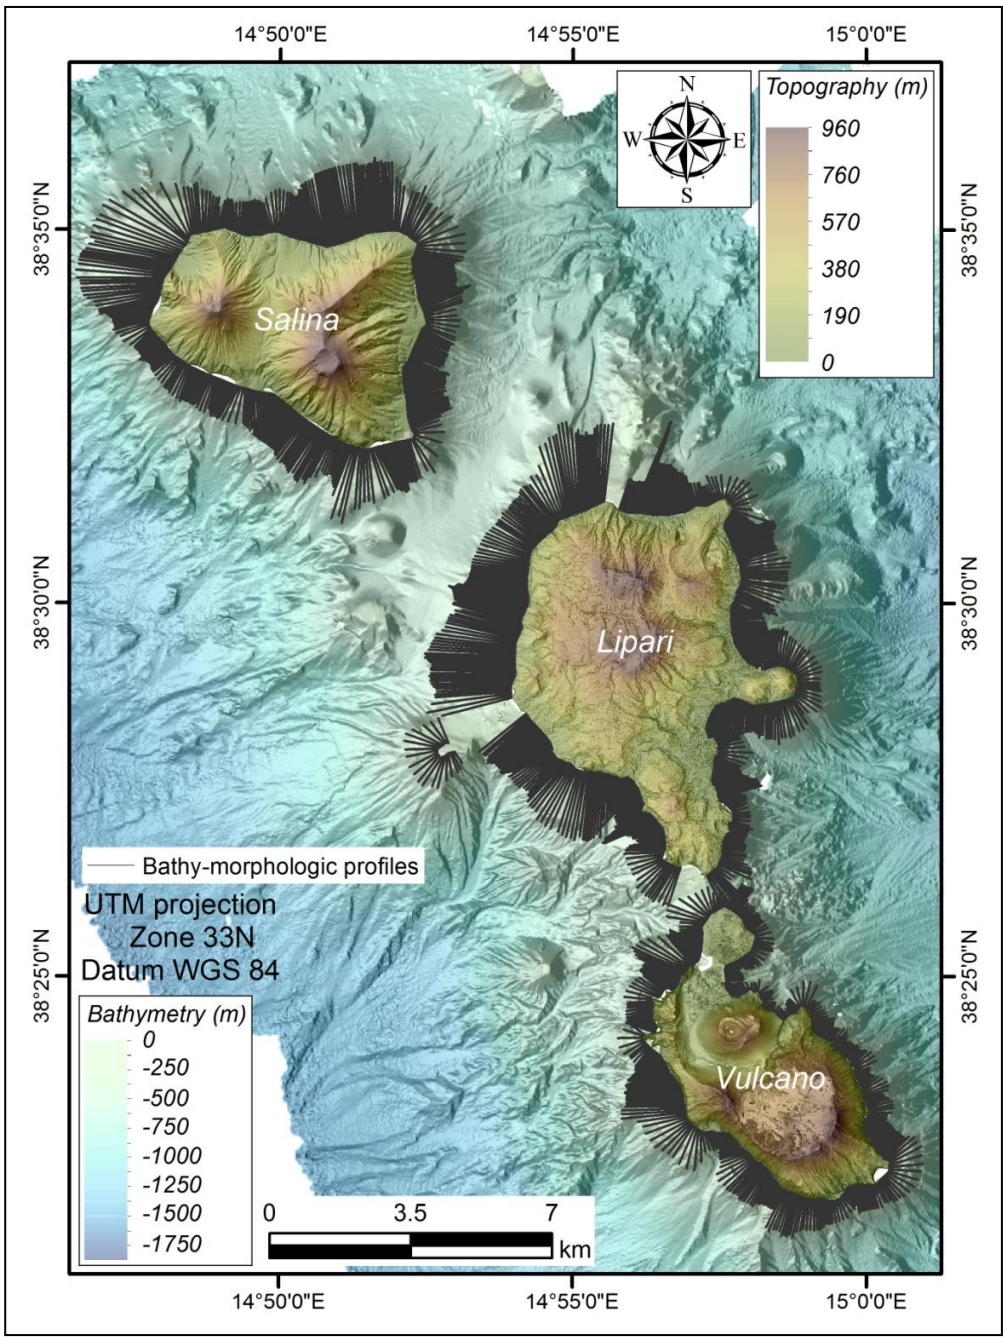 14°50'0"E 14°55'0"E 15°0'0"E
N
W E
S
Topography (m)
960
760
570
380
190
0
38°35'0"N
38°35'0"N
Salina
38°30'0"N
38°30'0"N
Lipari
Bathy-morphologic profiles
UTM projection
Zone 33N
Datum WGS 84
38°25'0"N
38°25'0"N
Vulcano
Bathymetry (m)
0
-250
-500
-750
-1000
-1250
-1500
-1750
0 3.5 7
km
14°50'0"E 14°55'0"E 15°0'0"E